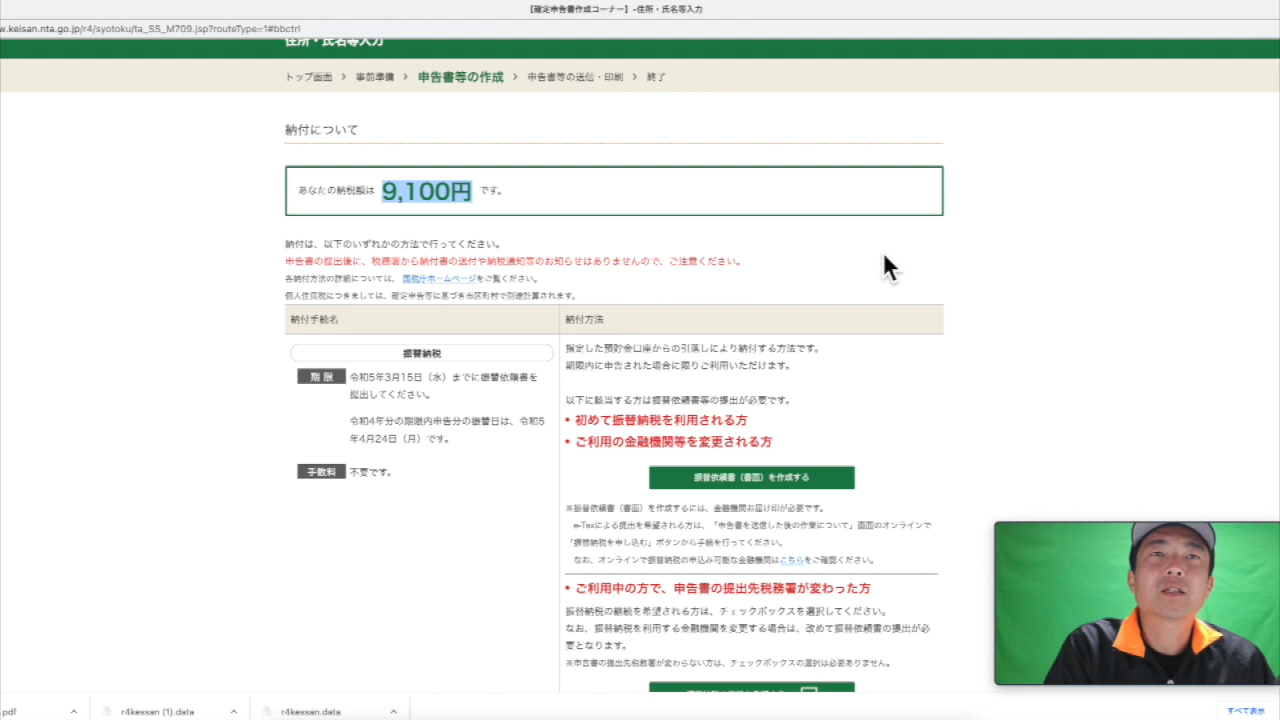 【確定申告書作成コーナー】-住所・氏名等入力
w.keisan.nta.go.jp/r4/syotoku/ta_SS_M709.jsp?routeType=1#bbctrl
住所・氏名等入力
トップ画面 > 事前準備 > 申告書等の作成 > 申告書等の送信・印刷 > 終了
納付について
あなたの納税額は 9,100円 です。
納付は、以下のいずれかの方法で行ってください。
申告書の提出後に、税務署から納付書の送付や納税通知等のお知らせはありませんので、ご注意ください。
各納付方法の詳細については、 国税庁ホームページをご覧ください。
個人住民税につきましては、確定申告等に基づき市区町村で別途計算されます。
納付手続名
納付方法
振替納税
期 限 令和5年3月15日（水）までに振替依頼書を
提出してください。
令和4年分の期限内申告分の振替日は、令和5
年4月24日（月）です。
手数料 不要です。
指定した預貯金口座からの引落しにより納付する方法です。
期限内に申告された場合に限りご利用いただけます。
以下に該当する方は振替依頼書等の提出が必要です。
• 初めて振替納税を利用される方
• ご利用の金融機関等を変更される方
振替依頼書（書面）を作成する
※振替依頼書（書面）を作成するには、金融機関お届け印が必要です。
e-Taxによる提出を希望される方は、「申告書を送信した後の作業について」画面のオンラインで
「振替納税を申し込む」ボタンから手続を行ってください。
なお、オンラインで振替納税の申込み可能な金融機関はこちらをご確認ください。
• ご利用中の方で、申告書の提出先税務署が変わった方
振替納税の継続を希望される方は、チェックボックスを選択してください。
なお、振替納税を利用する金融機関を変更する場合は、改めて振替依頼書の提出が必
要となります。
※申告書の提出先税務署が変わらない方は、チェックボックスの選択は必要ありません。
.pdf
r4kessan (1).data
r4kessan.data
すべて表示